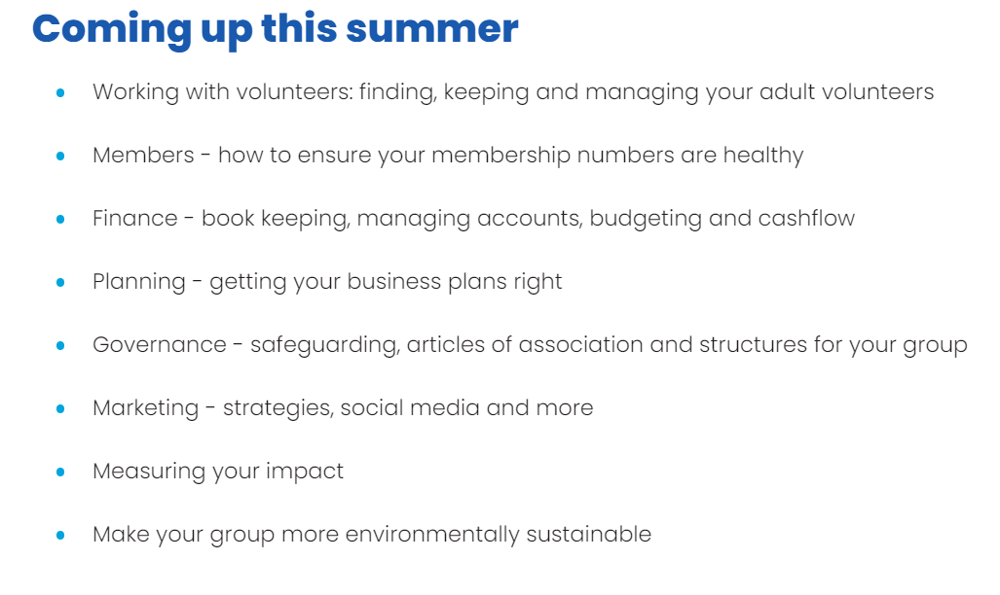 Coming up this summer
Working with volunteers: finding, keeping and managing your adult volunteers
Members - how to ensure your membership numbers are healthy
Finance - book keeping, managing accounts, budgeting and cashflow
Planning - getting your business plans right
Governance - safeguarding, articles of association and structures for your group
Marketing - strategies, social media and more
Measuring your impact
Make your group more environmentally sustainable